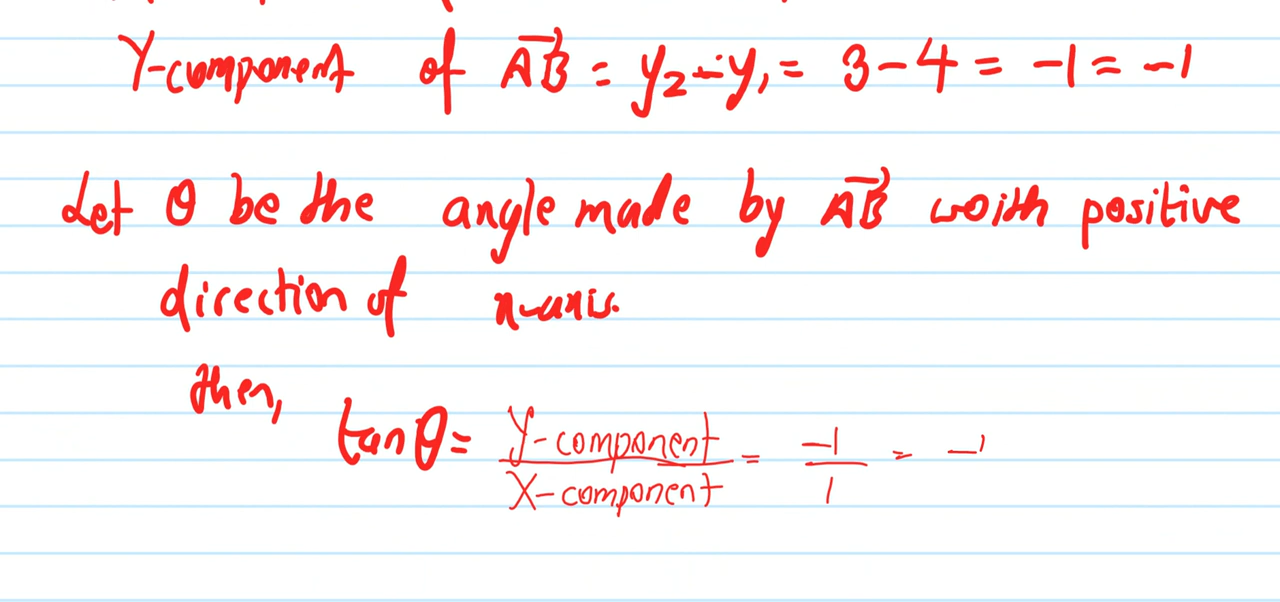 Y-component of AB⃗ = y₂ - y₁ = 3 - 4 = -1 = -1
Let θ be the angle made by AB⃗ with positive
direction of x-axis.
then,
tanθ = Y-component / X-component = -1 / 1 = -1